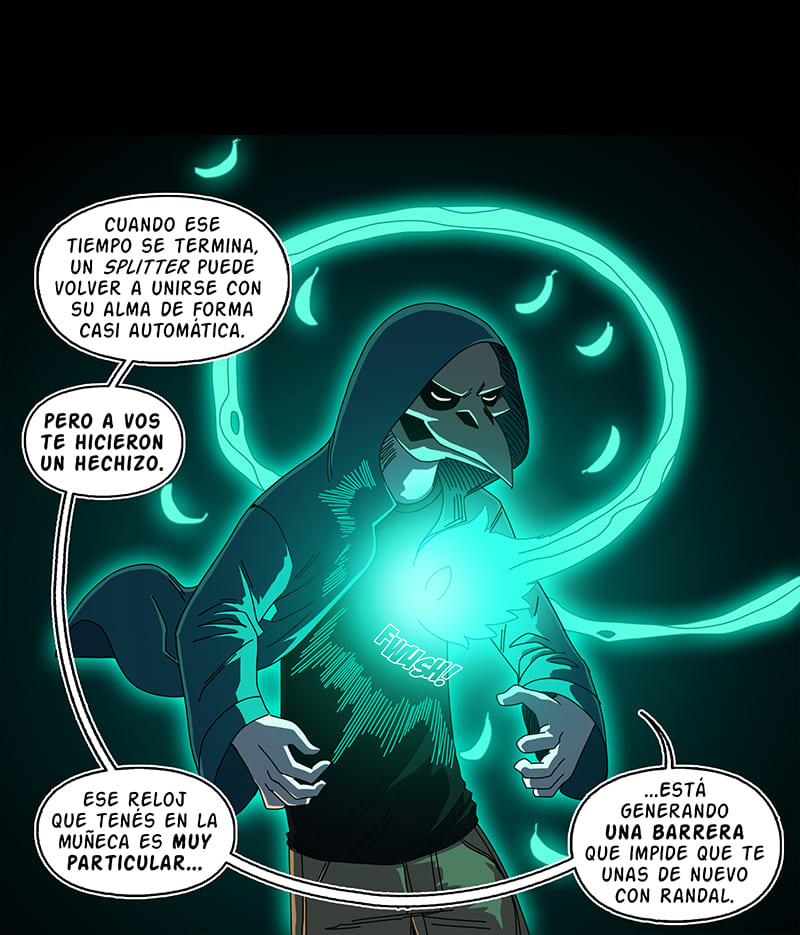 CUANDO ESE
TIEMPO SE TERMINA,
UN SPLITTER PUEDE
VOLVER A UNIRSE CON
SU ALMA DE FORMA
CASI AUTOMÁTICA.
PERO A VOS
TE HICIERON
UN HECHIZO.
FWUSH!
ESE RELOJ
QUE TENÉS EN LA
MUÑECA ES MUY
PARTICULAR...
...ESTÁ
GENERANDO
UNA BARRERA
QUE IMPIDE QUE TE
UNAS DE NUEVO
CON RANDAL.